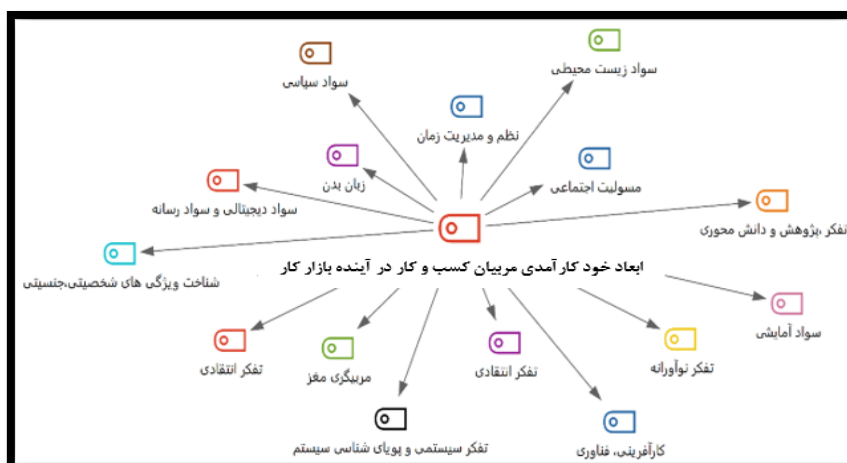 سواد زیست محیطی
سواد سیاسی
نظم و مدیریت زمان
زبان بدن
مسولیت اجتماعی
سواد دیجیتالی و سواد رسانه
تفکر ،پژوهش و دانش محوری
ابعاد خود کارآمدی مربیان کسب و کار در آینده بازار کار
شناخت ویژگی های شخصیتی،جنسیتی
سواد آمایشی
تفکر نوآورانه
تفکر انتقادی
مربیگری مغز
تفکر انتقادی
کارآفرینی، فناوری
تفکر سیستمی و پویای شناسی سیستم